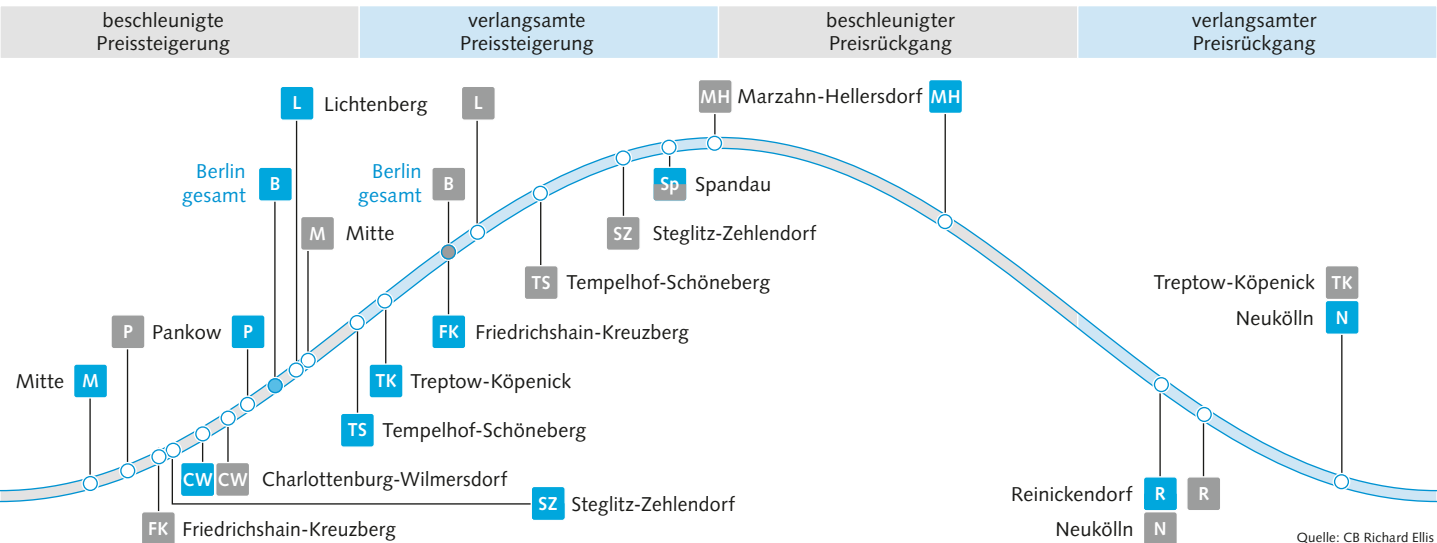 beschleunigte
Preissteigerung
verlangsamte
Preissteigerung
beschleunigter
Preisrückgang
verlangsamter
Preisrückgang
L Lichtenberg
L
MH Marzahn-Hellersdorf MH
Berlin
gesamt
B
Berlin
gesamt
B
Sp Spandau
M Mitte
SZ Steglitz-Zehlendorf
TS Tempelhof-Schöneberg
Treptow-Köpenick TK
Neukölln N
P Pankow P
FK Friedrichshain-Kreuzberg
Mitte M
TK Treptow-Köpenick
TS Tempelhof-Schöneberg
CW CW Charlottenburg-Wilmersdorf
SZ Steglitz-Zehlendorf
Reinickendorf R R
FK Friedrichshain-Kreuzberg
Neukölln N
Quelle: CB Richard Ellis